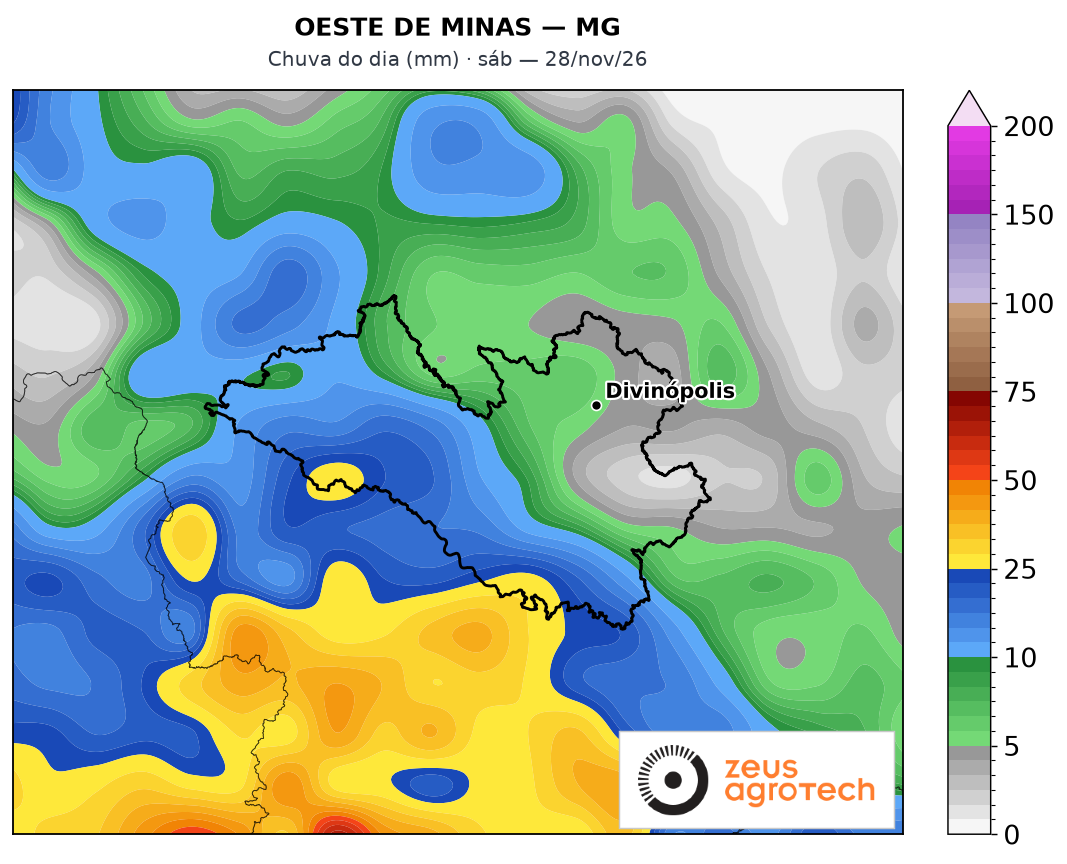 OESTE DE MINAS — MG
Chuva do dia (mm) · sáb — 28/nov/26
200
150
100
75
50
25
10
5
0
Divinópolis
zeus
agrotech